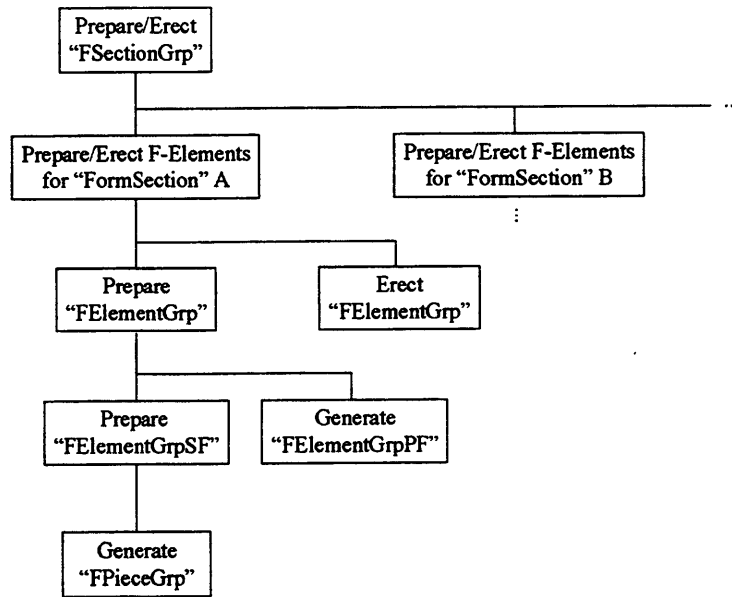 Prepare/Erect
“FSectionGrp”
Prepare/Erect F-Elements
for “FormSection” A
Prepare/Erect F-Elements
for “FormSection” B
Prepare
“FElementGrp”
Erect
“FElementGrp”
Prepare
“FElementGrpSF”
Generate
“FElementGrpPF”
Generate
“FPieceGrp”